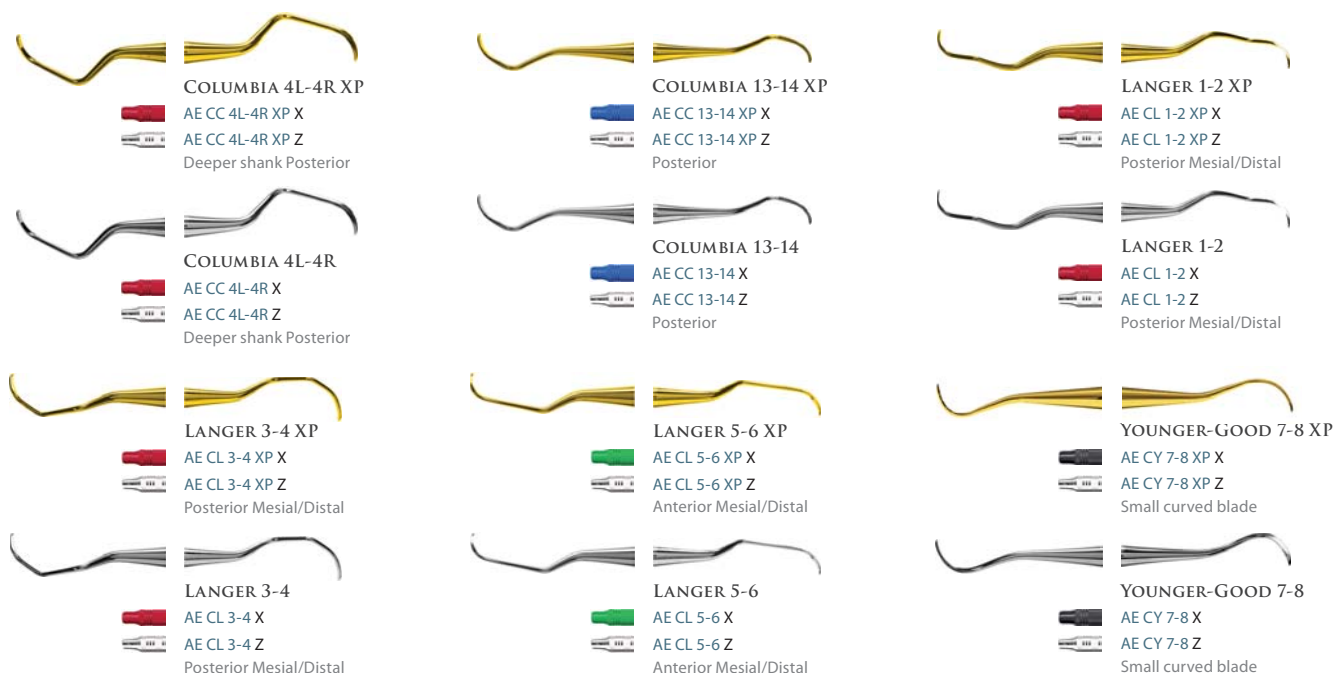 COLUMBIA 4L-4R XP
AE CC 4L-4R XP X
AE CC 4L-4R XP Z
Deeper shank Posterior
COLUMBIA 13-14 XP
AE CC 13-14 XP X
AE CC 13-14 XP Z
Posterior
LANGER 1-2 XP
AE CL 1-2 XP X
AE CL 1-2 XP Z
Posterior Mesial/Distal
COLUMBIA 4L-4R
AE CC 4L-4R X
AE CC 4L-4R Z
Deeper shank Posterior
COLUMBIA 13-14
AE CC 13-14 X
AE CC 13-14 Z
Posterior
LANGER 1-2
AE CL 1-2 X
AE CL 1-2 Z
Posterior Mesial/Distal
LANGER 3-4 XP
AE CL 3-4 XP X
AE CL 3-4 XP Z
Posterior Mesial/Distal
LANGER 5-6 XP
AE CL 5-6 XP X
AE CL 5-6 XP Z
Anterior Mesial/Distal
YOUNGER-GOOD 7-8 XP
AE CY 7-8 XP X
AE CY 7-8 XP Z
Small curved blade
LANGER 3-4
AE CL 3-4 X
AE CL 3-4 Z
Posterior Mesial/Distal
LANGER 5-6
AE CL 5-6 X
AE CL 5-6 Z
Anterior Mesial/Distal
YOUNGER-GOOD 7-8
AE CY 7-8 X
AE CY 7-8 Z
Small curved blade